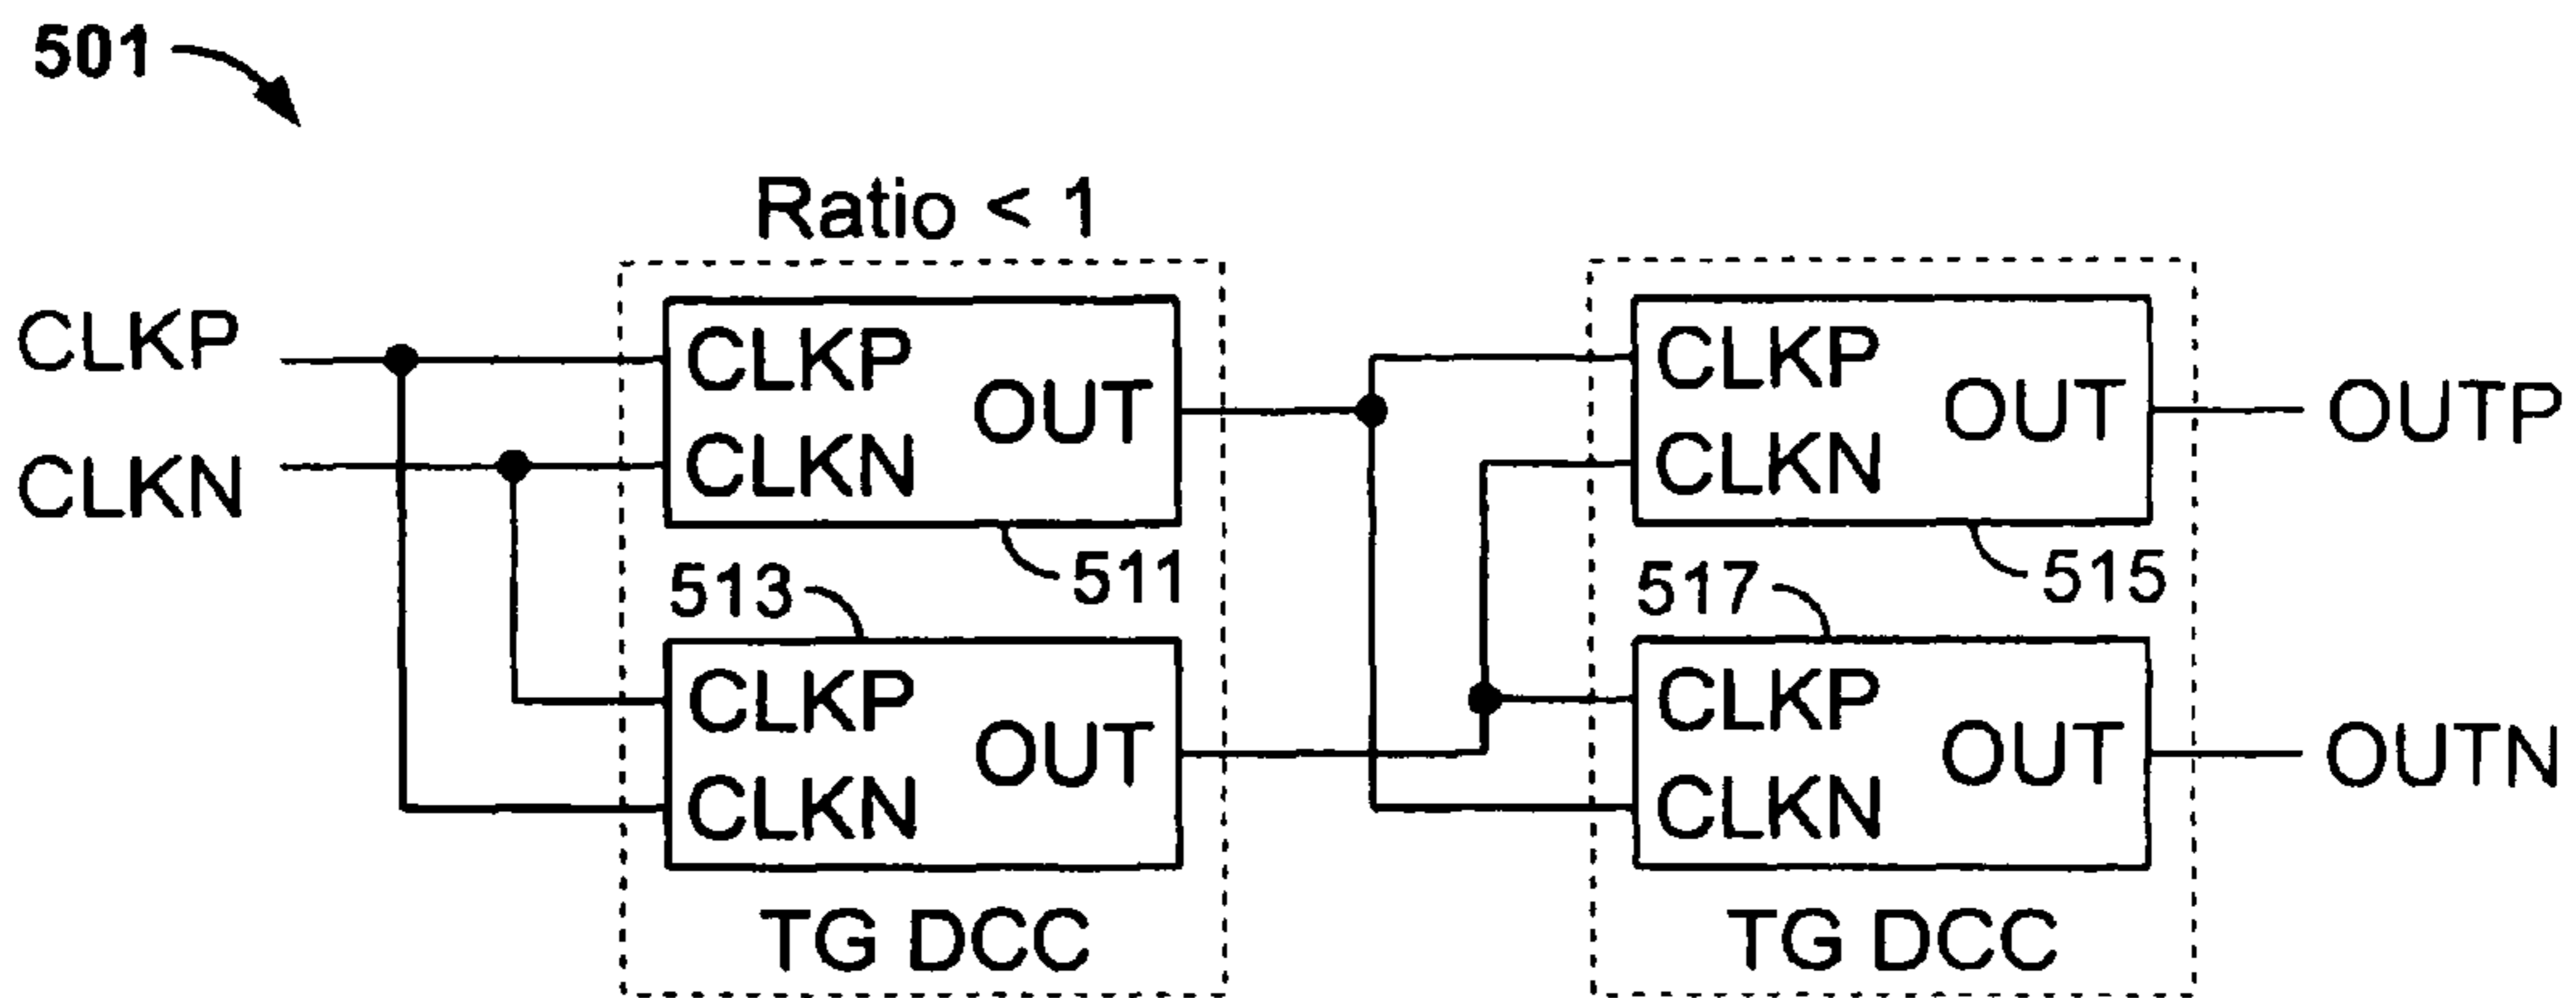 501
Ratio < 1
CLKP
CLKN
CLKP
CLKN
OUT
511
513
CLKP
CLKN
OUT
TG DCC
CLKP
CLKN
OUT
OUTP
515
517
CLKP
CLKN
OUT
OUTN
TG DCC